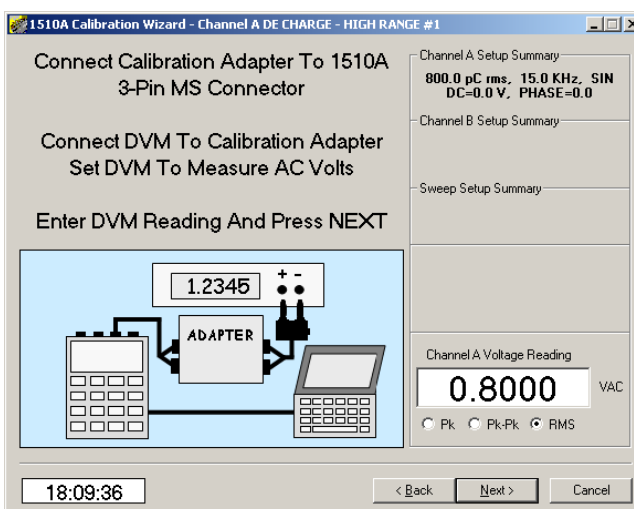 1510A Calibration Wizard - Channel A DE CHARGE - HIGH RANGE #1
Connect Calibration Adapter To 1510A
3-Pin MS Connector
Connect DVM To Calibration Adapter
Set DVM To Measure AC Volts
Enter DVM Reading And Press NEXT
1.2345
+ -
ADAPTER
Channel A Setup Summary
800.0 pC rms, 15.0 KHz, SIN
DC=0.0 V, PHASE=0.0
Channel B Setup Summary
Sweep Setup Summary
Channel A Voltage Reading
0.8000 VAC
Pk Pk-Pk RMS
18:09:36
< Back Next > Cancel